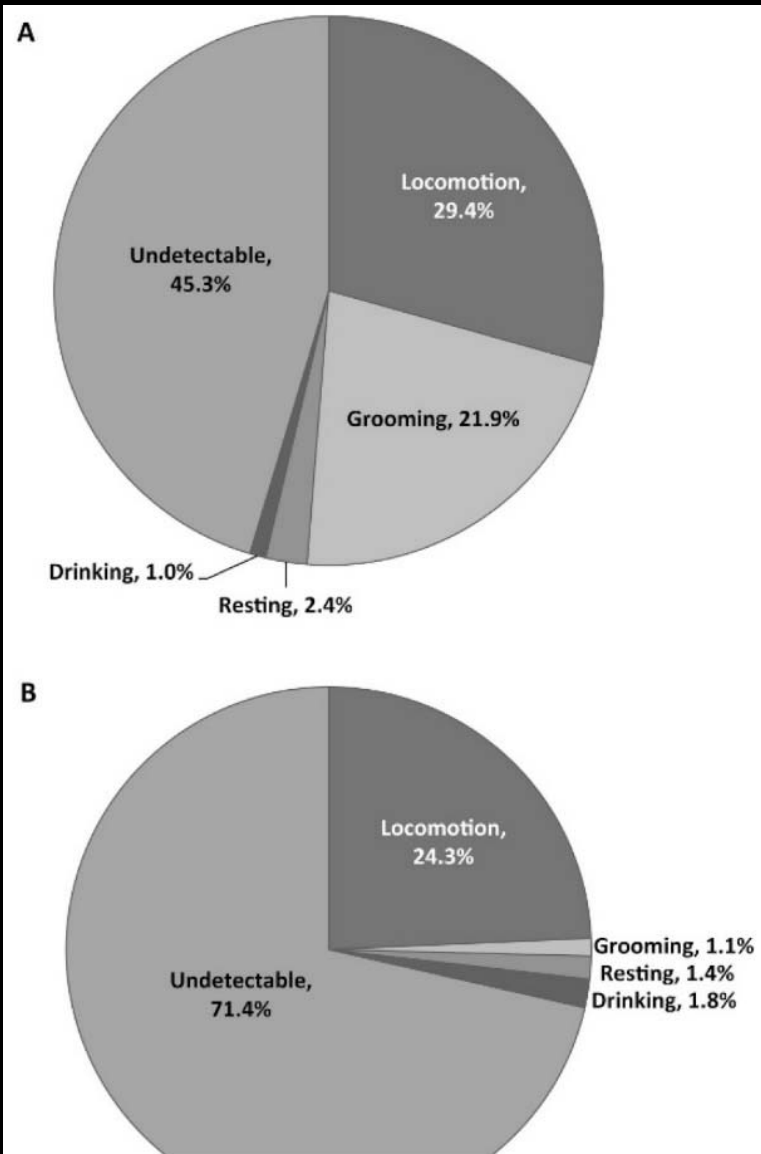 A
Locomotion,
29.4%
Undetectable,
45.3%
Grooming, 21.9%
Drinking, 1.0%
Resting, 2.4%
B
Locomotion,
24.3%
Grooming, 1.1%
Resting, 1.4%
Drinking, 1.8%
Undetectable,
71.4%